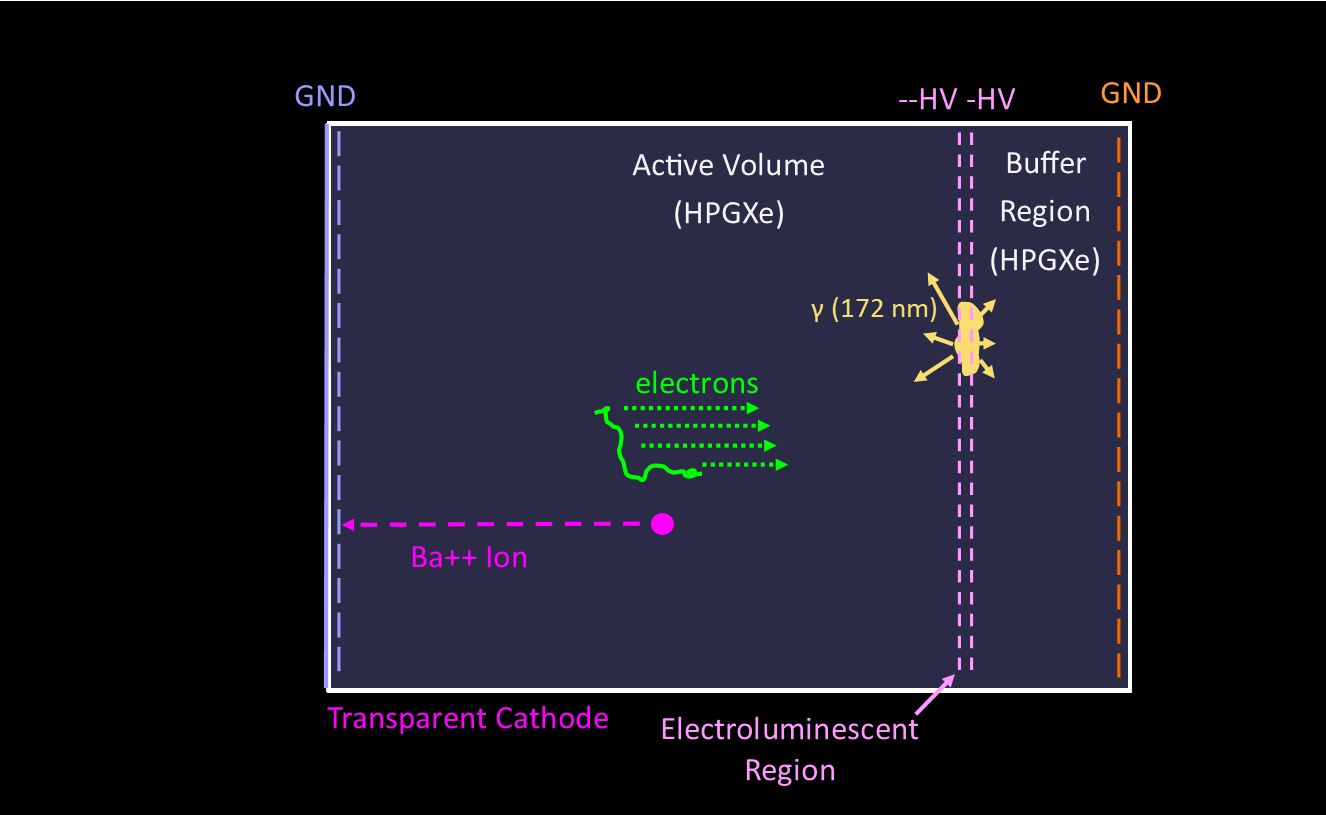 GND
--HV -HV
GND
Active Volume
(HPGXe)
Buffer
Region
(HPGXe)
γ (172 nm)
electrons
Ba++ Ion
Transparent Cathode
Electroluminescent
Region